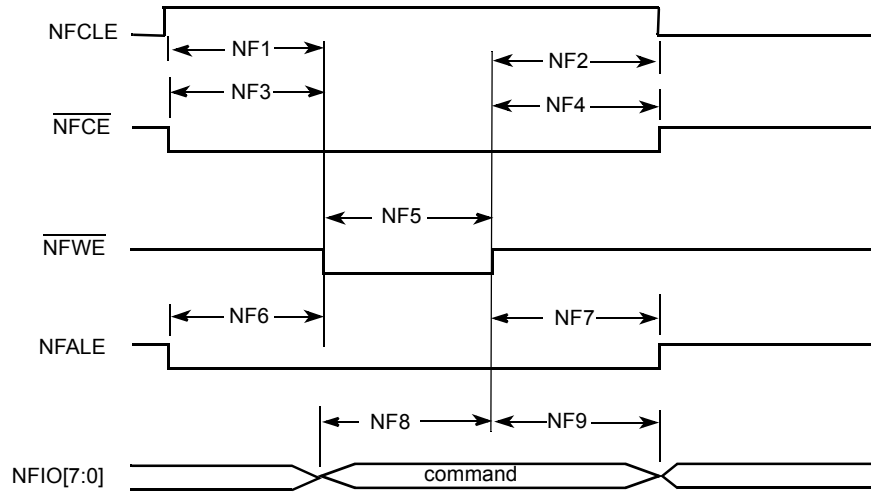 NFCLE
NF1
NF2
NF3
NF4
NFCE
NF5
NFWE
NF6
NF7
NFALE
NF8
NF9
NFIO[7:0]
command